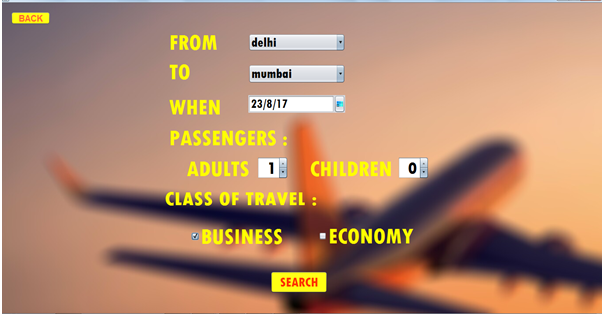 BACK
FROM delhi
TO mumbai
WHEN 23/8/17
PASSENGERS :
ADULTS 1 CHILDREN 0
CLASS OF TRAVEL :
BUSINESS ECONOMY
SEARCH